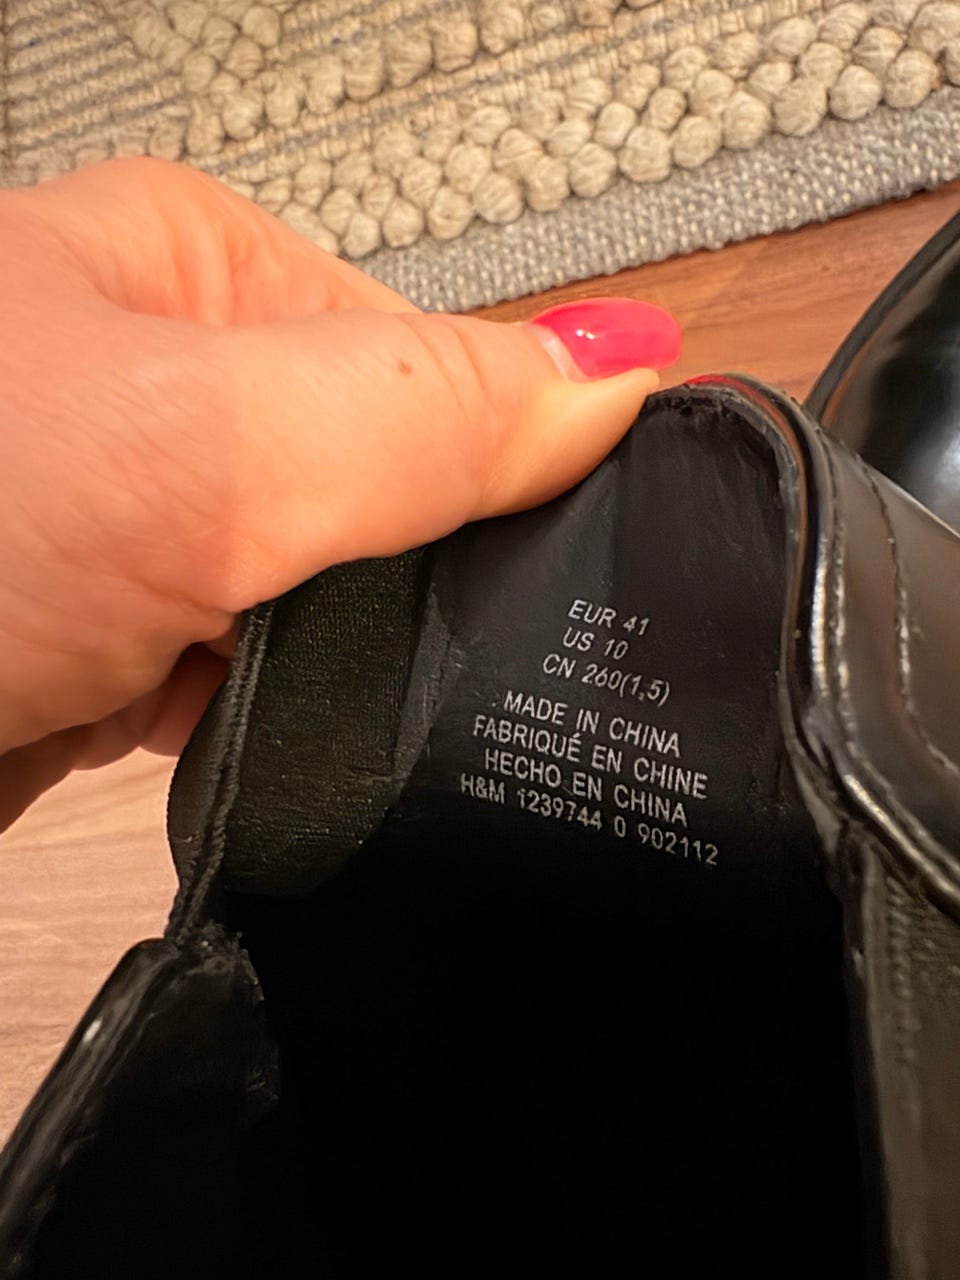 EUR 41
US 10
CN 260(1,5)
MADE IN CHINA
FABRIQUÉ EN CHINE
HECHO EN CHINA
H&M 1239744 0 902112